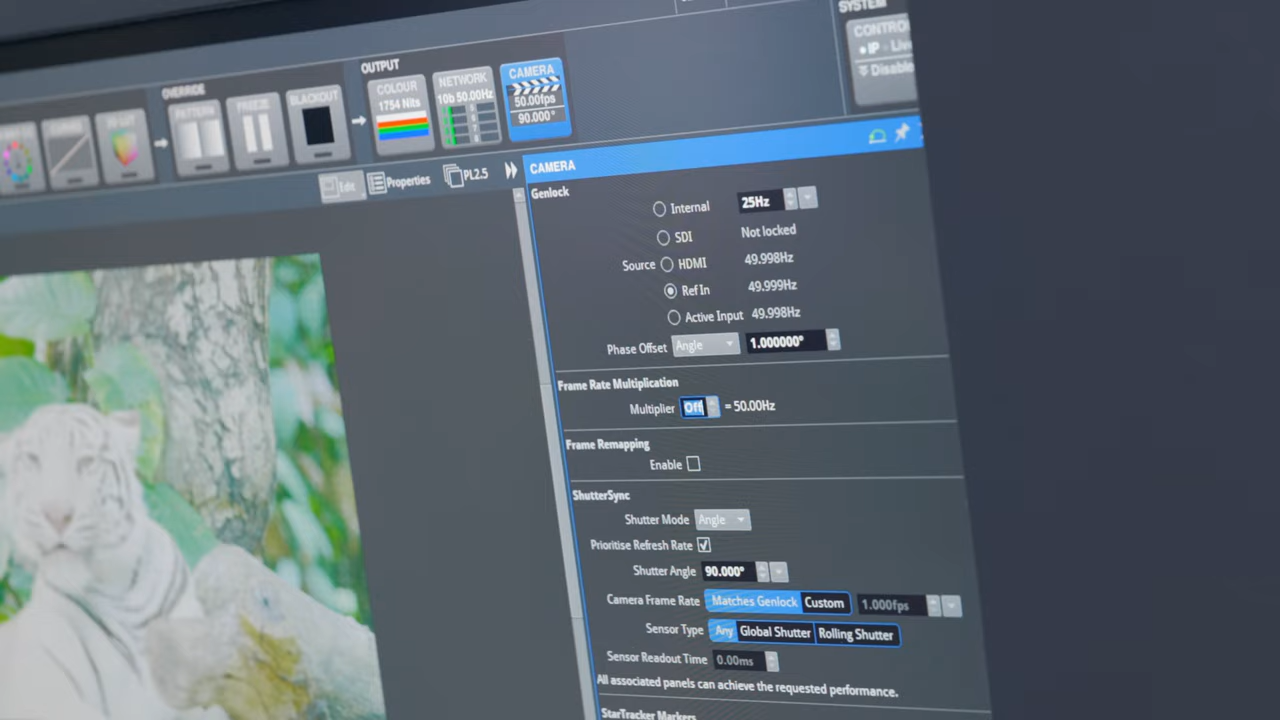 SYSTEM
CONTRO
IP - Live
Disable
OUTPUT
OVERRIDE
COLOUR
1754 Nits
NETWORK
10b 50.00Hz
CAMERA
50.00fps
90.000°
PATTERN
FREEZE
BLACKOUT
Edit
Properties
PL2.5
CAMERA
Genlock
Internal 25Hz
SDI Not locked
Source HDMI 49.998Hz
Ref In 49.999Hz
Active Input 49.998Hz
Phase Offset Angle 1.000000°
Frame Rate Multiplication
Multiplier Off = 50.00Hz
Frame Remapping
Enable
ShutterSync
Shutter Mode Angle
Prioritise Refresh Rate
Shutter Angle 90.000°
Camera Frame Rate Matches Genlock Custom 1.000fps
Sensor Type Any Global Shutter Rolling Shutter
Sensor Readout Time 0.00ms
All associated panels can achieve the requested performance.
StarTracker Markers